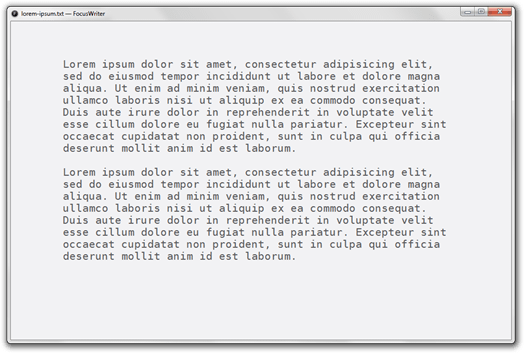 lorem-ipsum.txt — FocusWriter
Lorem ipsum dolor sit amet, consectetur adipisicing elit,
sed do eiusmod tempor incididunt ut labore et dolore magna
aliqua. Ut enim ad minim veniam, quis nostrud exercitation
ullamco laboris nisi ut aliquip ex ea commodo consequat.
Duis aute irure dolor in reprehenderit in voluptate velit
esse cillum dolore eu fugiat nulla pariatur. Excepteur sint
occaecat cupidatat non proident, sunt in culpa qui officia
deserunt mollit anim id est laborum.
Lorem ipsum dolor sit amet, consectetur adipisicing elit,
sed do eiusmod tempor incididunt ut labore et dolore magna
aliqua. Ut enim ad minim veniam, quis nostrud exercitation
ullamco laboris nisi ut aliquip ex ea commodo consequat.
Duis aute irure dolor in reprehenderit in voluptate velit
esse cillum dolore eu fugiat nulla pariatur. Excepteur sint
occaecat cupidatat non proident, sunt in culpa qui officia
deserunt mollit anim id est laborum.